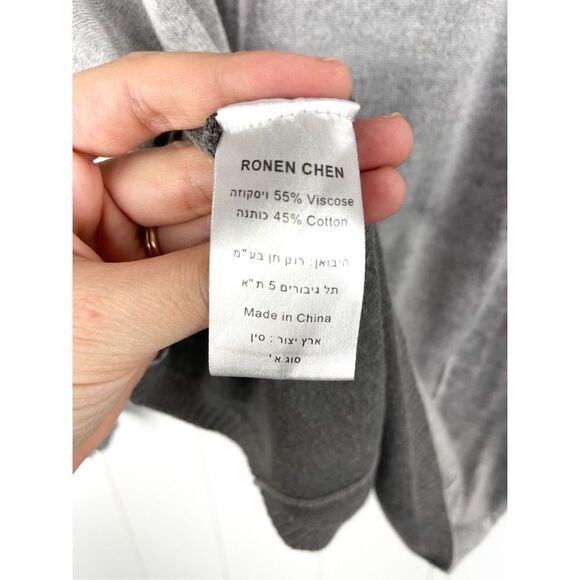 RONEN CHEN
55% Viscose ויסקוזה
45% Cotton כותנה
היבואן: רונן חן בע"מ
תל גיבורים 5 ת"א
Made in China
ארץ יצור : סין
סוג א'